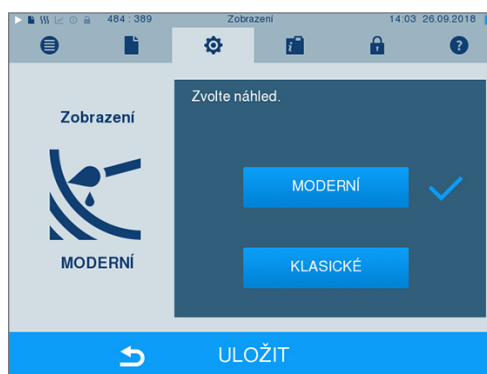 484 : 389 Zobrazení 14:03 26.09.2018
Zobrazení
Zvolte náhled.
MODERNÍ
KLASICKÉ
MODERNÍ
ULOŽIT